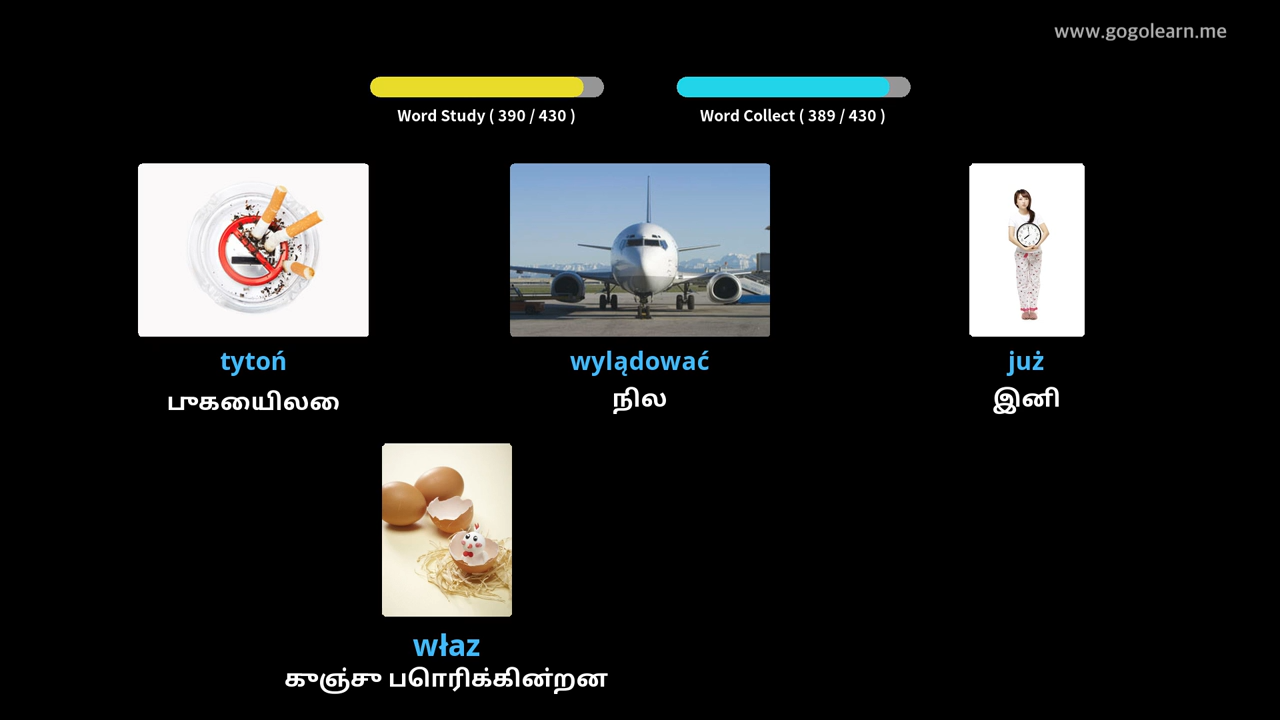 www.gogolearn.me
Word Study ( 390 / 430 )
Word Collect ( 389 / 430 )
tytoń
wylądować
już
புகையிலை
நில
இனி
właz
குஞ்சு பொரிக்கின்றன